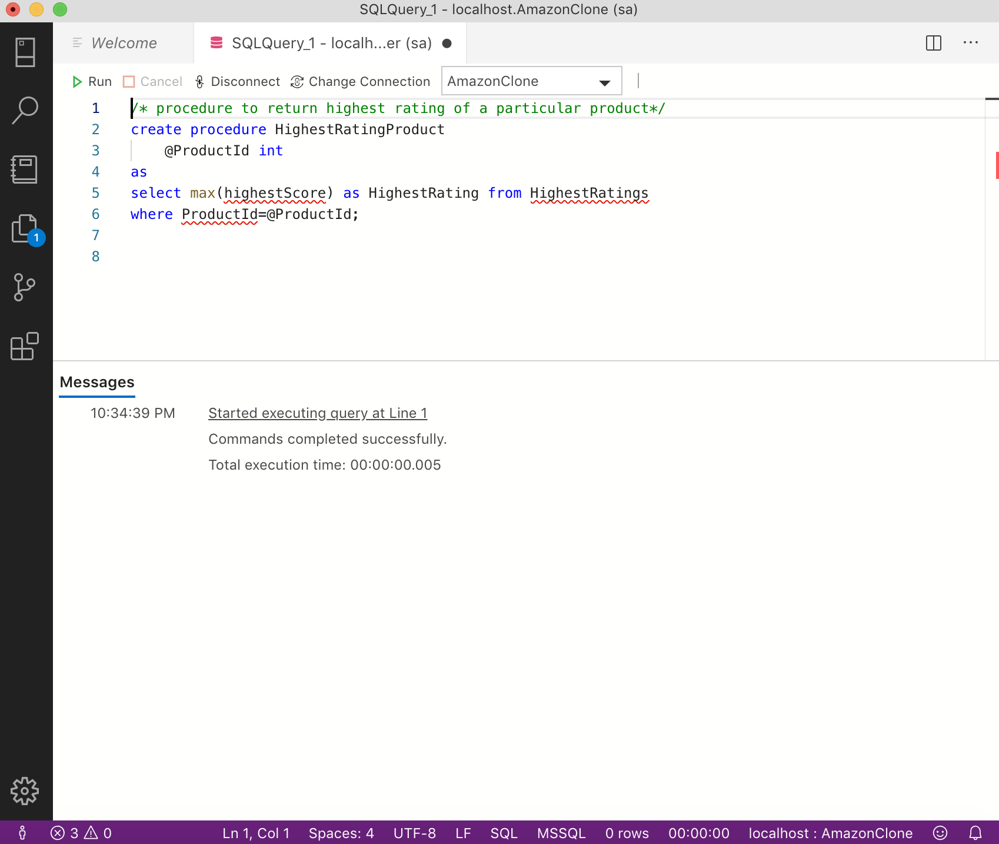 SQLQuery_1 - localhost.AmazonClone (sa)
Welcome
SQLQuery_1 - localh...er (sa)
Run Cancel Disconnect Change Connection AmazonClone
1 /* procedure to return highest rating of a particular product*/
2 create procedure HighestRatingProduct
3 @ProductId int
4 as
5 select max(highestScore) as HighestRating from HighestRatings
6 where ProductId=@ProductId;
7
8
1
Messages
10:34:39 PM Started executing query at Line 1
Commands completed successfully.
Total execution time: 00:00:00.005
3 0 Ln 1, Col 1 Spaces: 4 UTF-8 LF SQL MSSQL 0 rows 00:00:00 localhost : AmazonClone